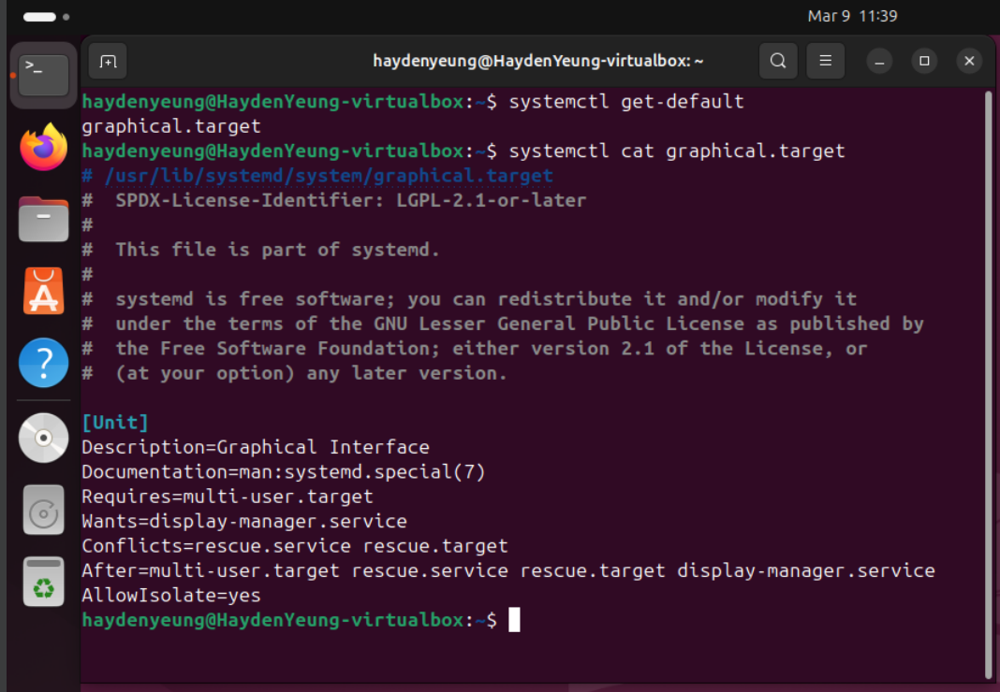 Mar 9 11:39
haydenyeung@HaydenYeung-virtualbox: ~
haydenyeung@HaydenYeung-virtualbox:~$ systemctl get-default
graphical.target
haydenyeung@HaydenYeung-virtualbox:~$ systemctl cat graphical.target
# /usr/lib/systemd/system/graphical.target
#  SPDX-License-Identifier: LGPL-2.1-or-later
#
#  This file is part of systemd.
#
#  systemd is free software; you can redistribute it and/or modify it
#  under the terms of the GNU Lesser General Public License as published by
#  the Free Software Foundation; either version 2.1 of the License, or
#  (at your option) any later version.

[Unit]
Description=Graphical Interface
Documentation=man:systemd.special(7)
Requires=multi-user.target
Wants=display-manager.service
Conflicts=rescue.service rescue.target
After=multi-user.target rescue.service rescue.target display-manager.service
AllowIsolate=yes
haydenyeung@HaydenYeung-virtualbox:~$